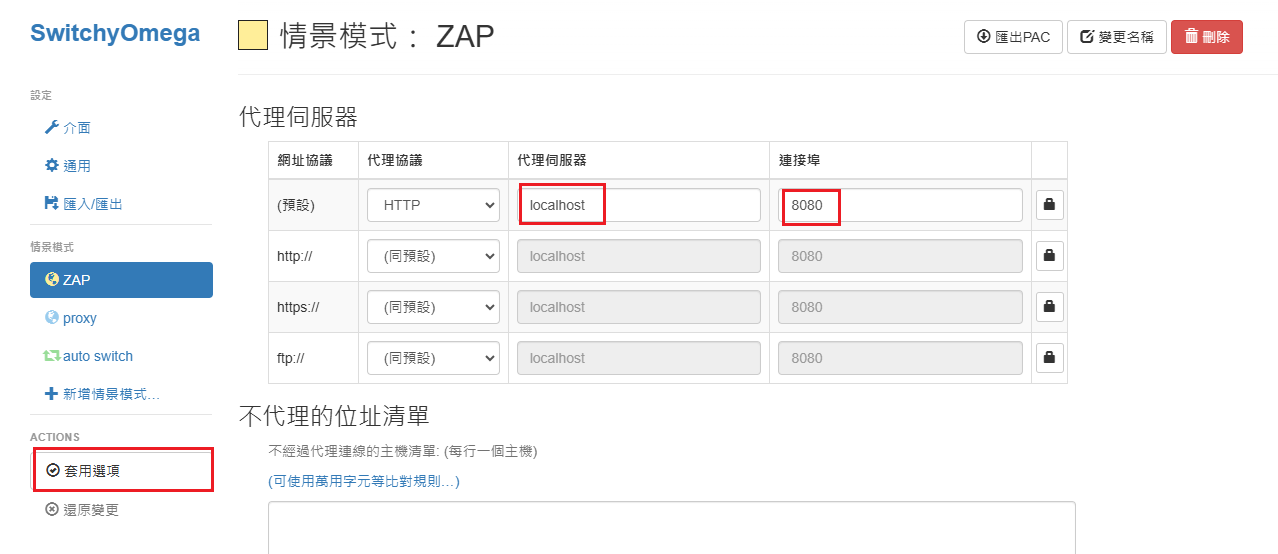 SwitchyOmega
設定
介面
通用
匯入/匯出
情景模式
ZAP
proxy
auto switch
新增情景模式…
ACTIONS
套用選項
還原變更
情景模式： ZAP
匯出PAC 變更名稱 刪除
代理伺服器
網址協議 代理協議 代理伺服器 連接埠
(預設) HTTP localhost 8080
http:// (同預設) localhost 8080
https:// (同預設) localhost 8080
ftp:// (同預設) localhost 8080
不代理的位址清單
不經過代理連線的主機清單: (每行一個主機)
(可使用萬用字元等比對規則…)